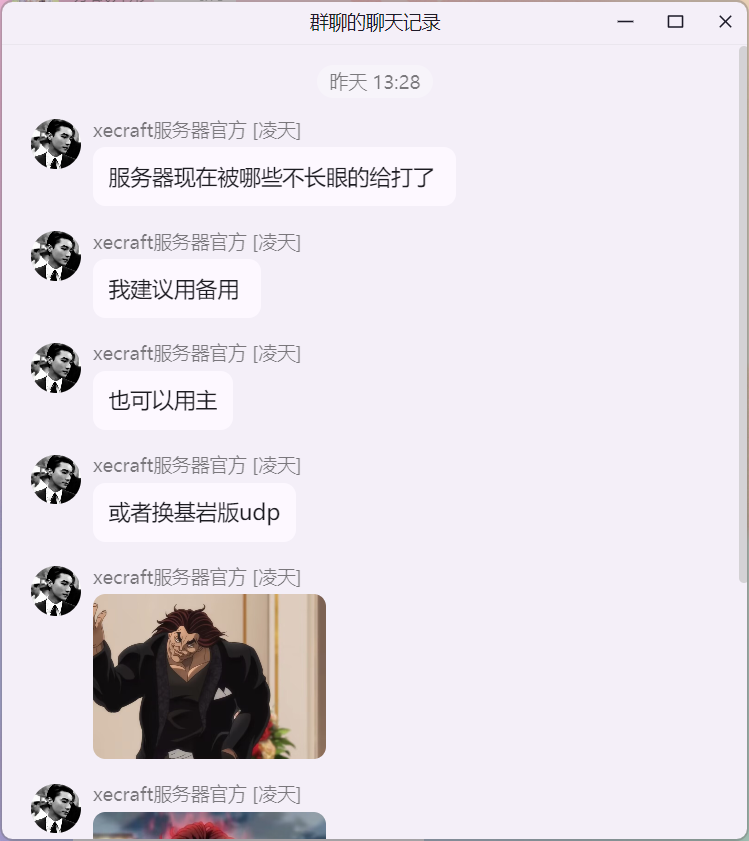 群聊的聊天记录
昨天 13:28
xecraft服务器官方 [凌天]
服务器现在被哪些不长眼的给打了
xecraft服务器官方 [凌天]
我建议用备用
xecraft服务器官方 [凌天]
也可以用主
xecraft服务器官方 [凌天]
或者换基岩版udp
xecraft服务器官方 [凌天]
xecraft服务器官方 [凌天]